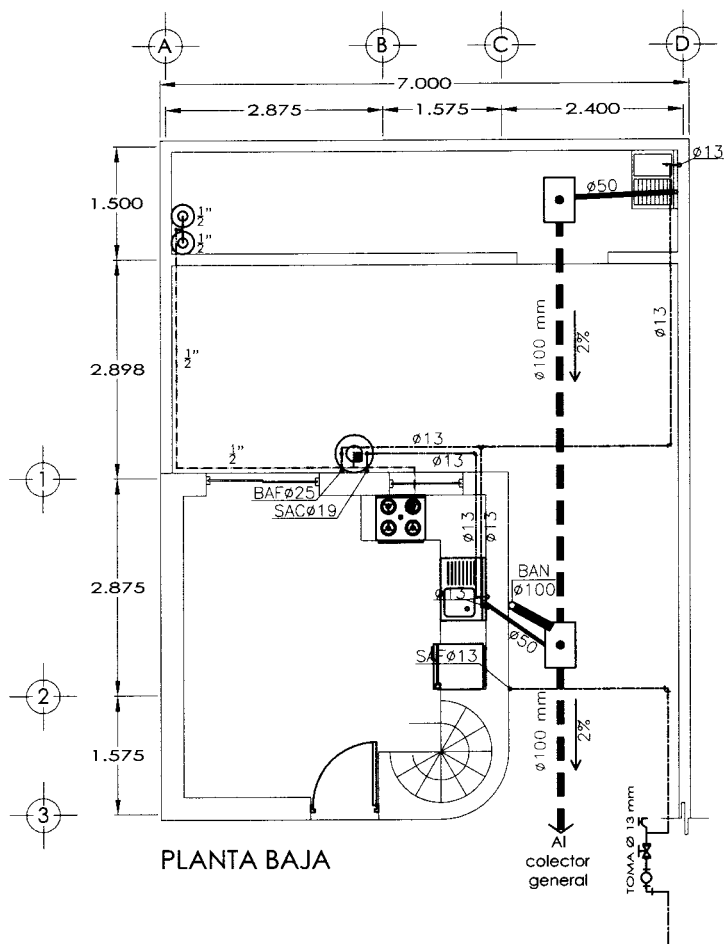 A
B
C
D
7.000
2.875
1.575
2.400
ø13
ø50
1.500
½"
½"
ø100 mm
2%
ø13
2.898
½"
½"
ø13
ø13
1
BAFø25
SACø19
ø13
ø13
2.875
BAN
ø100
ø13
ø50
SAFø13
2
ø100 mm
2%
1.575
3
TOMA Ø 13 mm
Al
colector
general
PLANTA BAJA